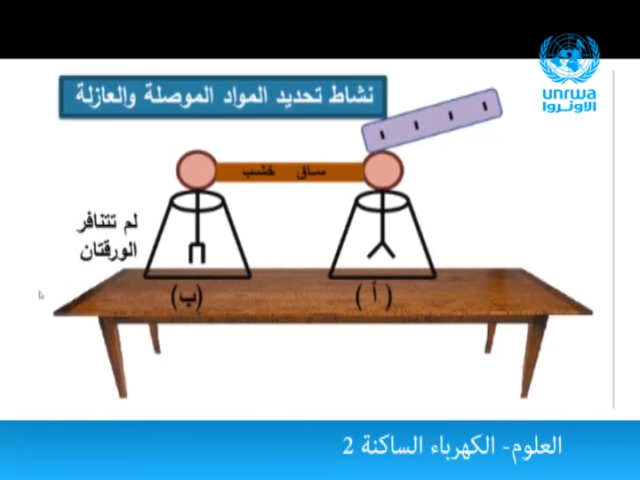 unrwa
الأونروا
نشاط تحديد المواد الموصلة والعازلة
ساق خشب
لم تتنافر
الورقتان
( أ )
(ب)
العلوم- الكهرباء الساكنة 2